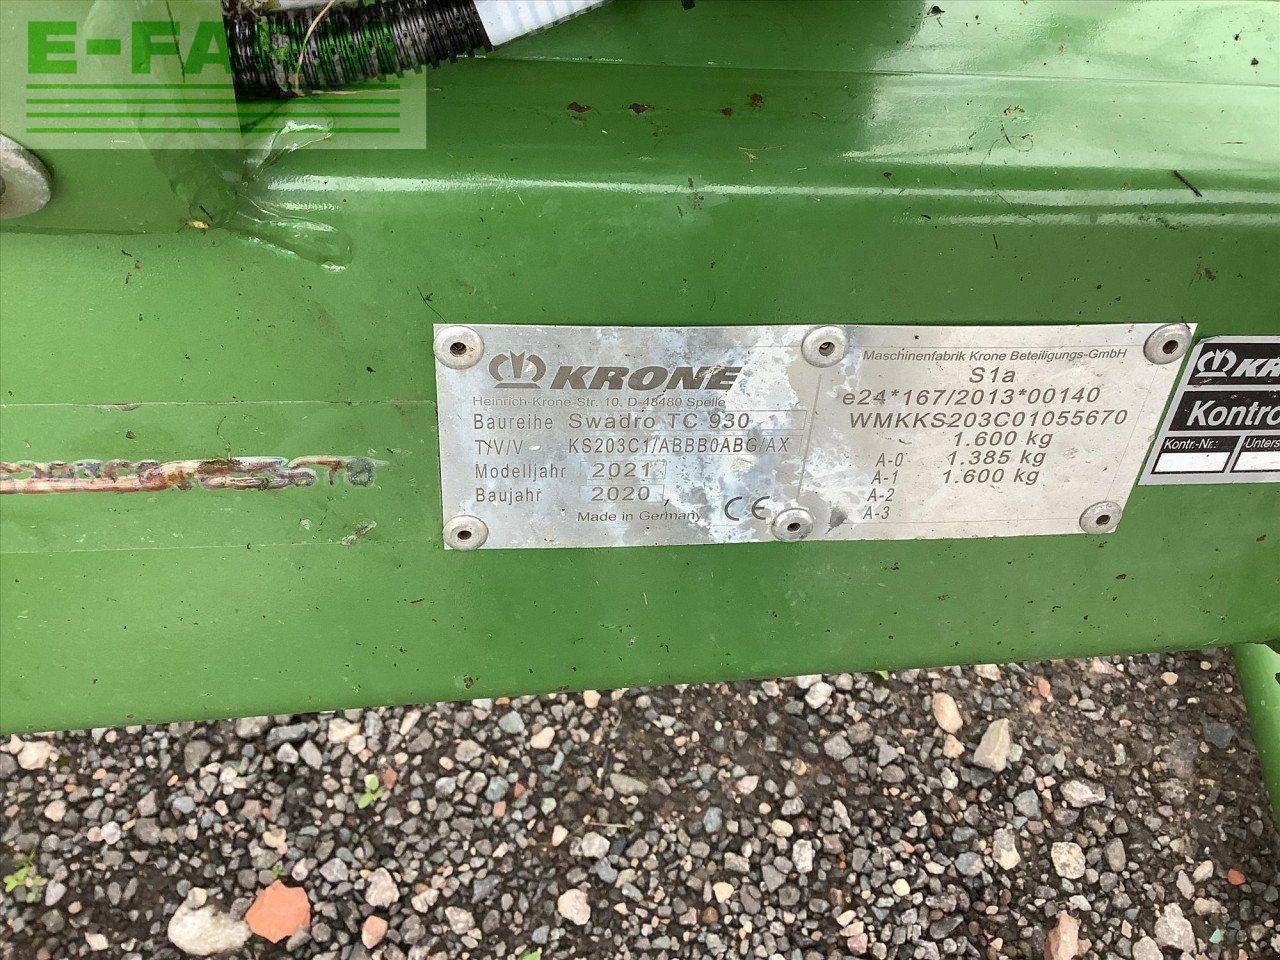 E-FA
KRONE
Heinrich-Krone-Str. 10, D-48480 Spelle
Baureihe Swadro TC 930
T/V/V KS203C1/ABBB0ABG/AX
Modelljahr 2021
Baujahr 2020
Made in Germany CE
Maschinenfabrik Krone Beteiligungs-GmbH
S1a
e24*167/2013*00140
WMKKS203C01055670
1.600 kg
A-0 1.385 kg
A-1 1.600 kg
A-2
A-3
KR
Kontro
Kontr.-Nr.: Unters